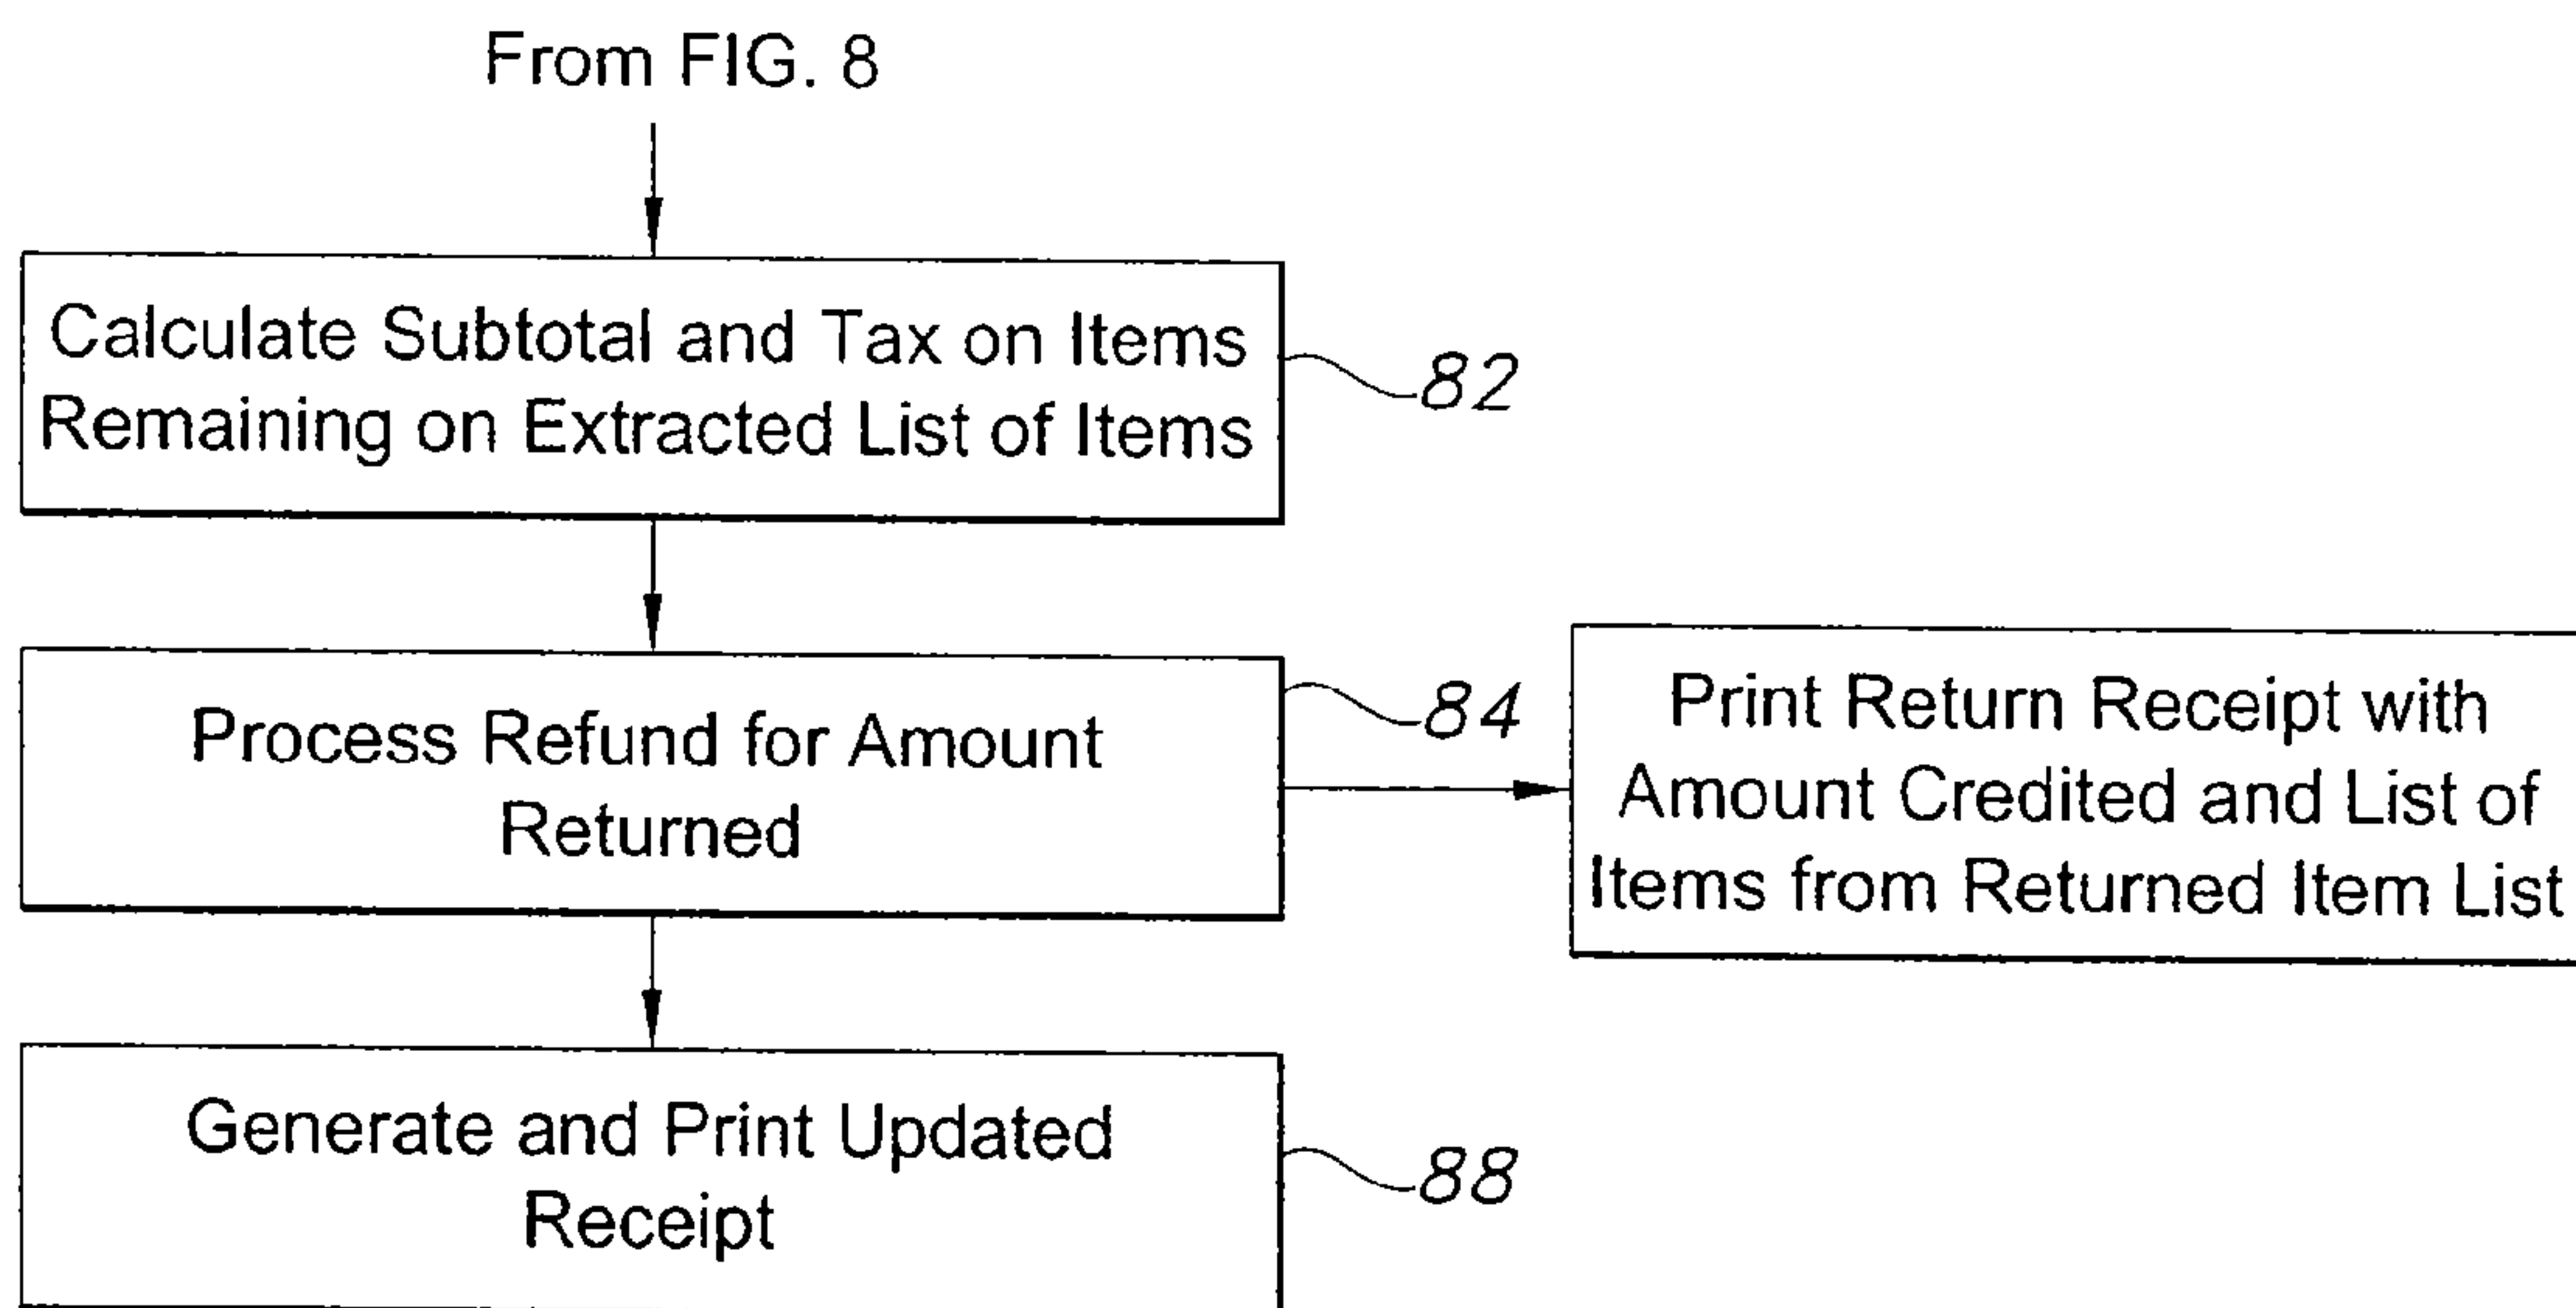 From FIG. 8
Calculate Subtotal and Tax on Items
Remaining on Extracted List of Items
82
Process Refund for Amount
Returned
84
Print Return Receipt with
Amount Credited and List of
Items from Returned Item List
Generate and Print Updated
Receipt
88